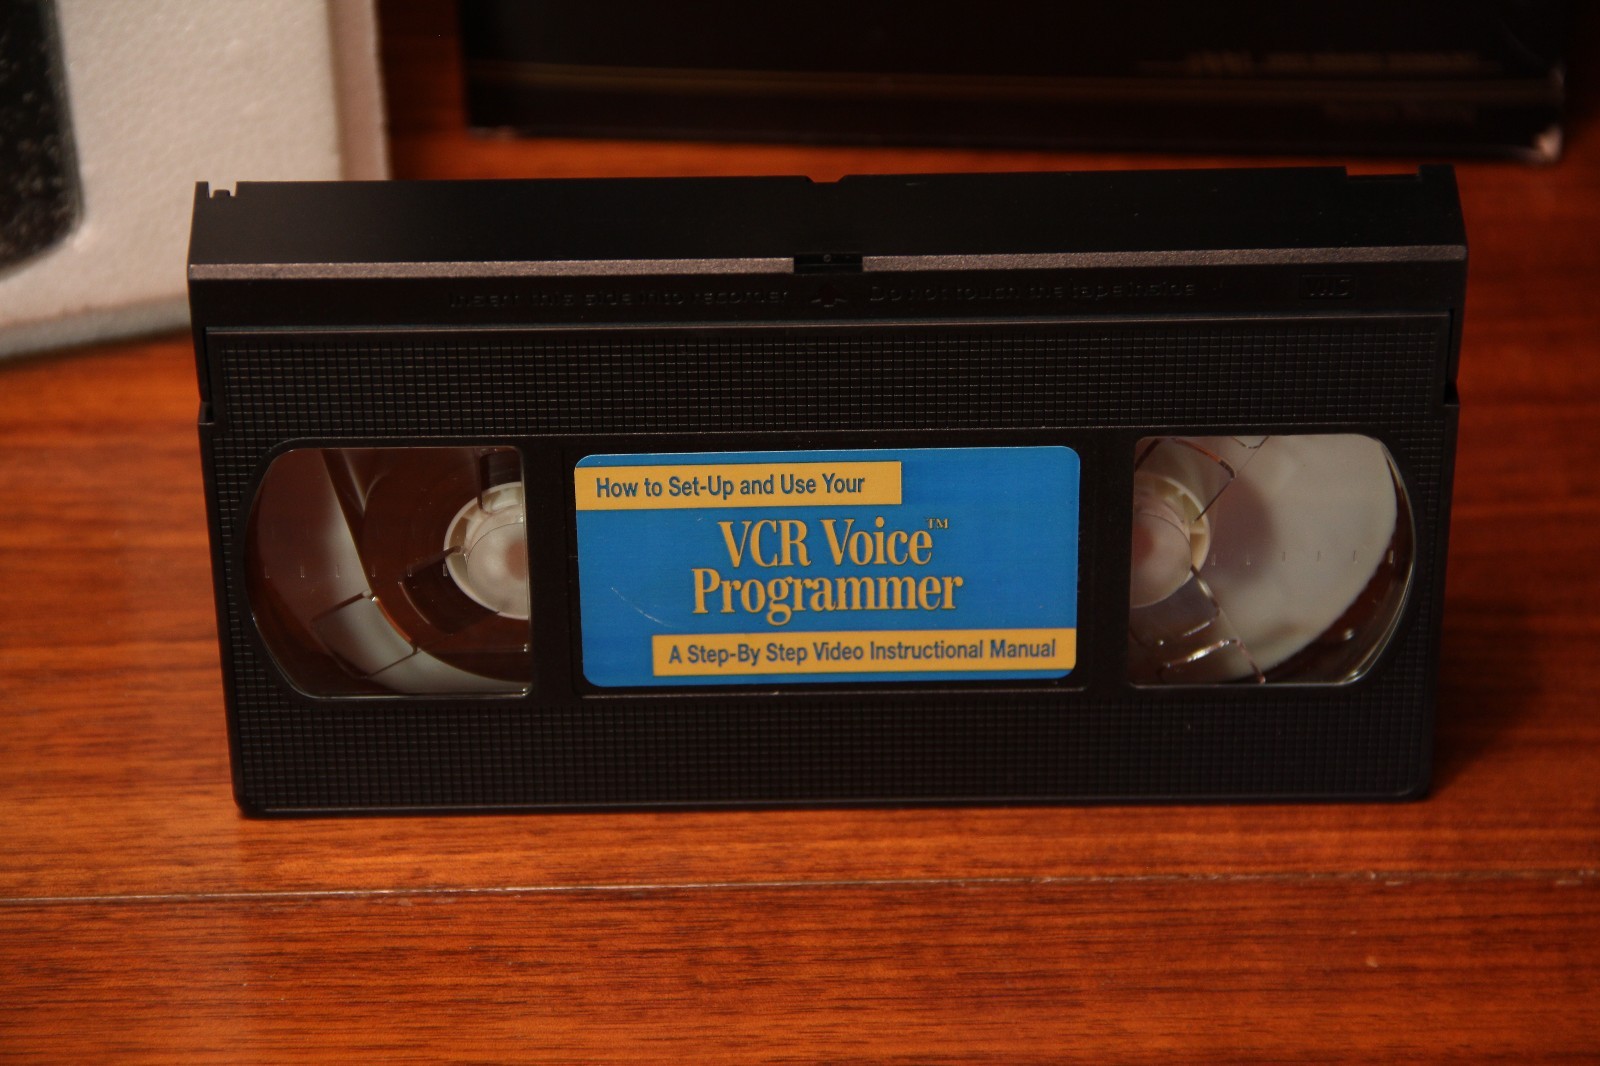 Insert this side into recorder Do not touch the tape inside
VHS
How to Set-Up and Use Your
VCR Voice™
Programmer
A Step-By Step Video Instructional Manual